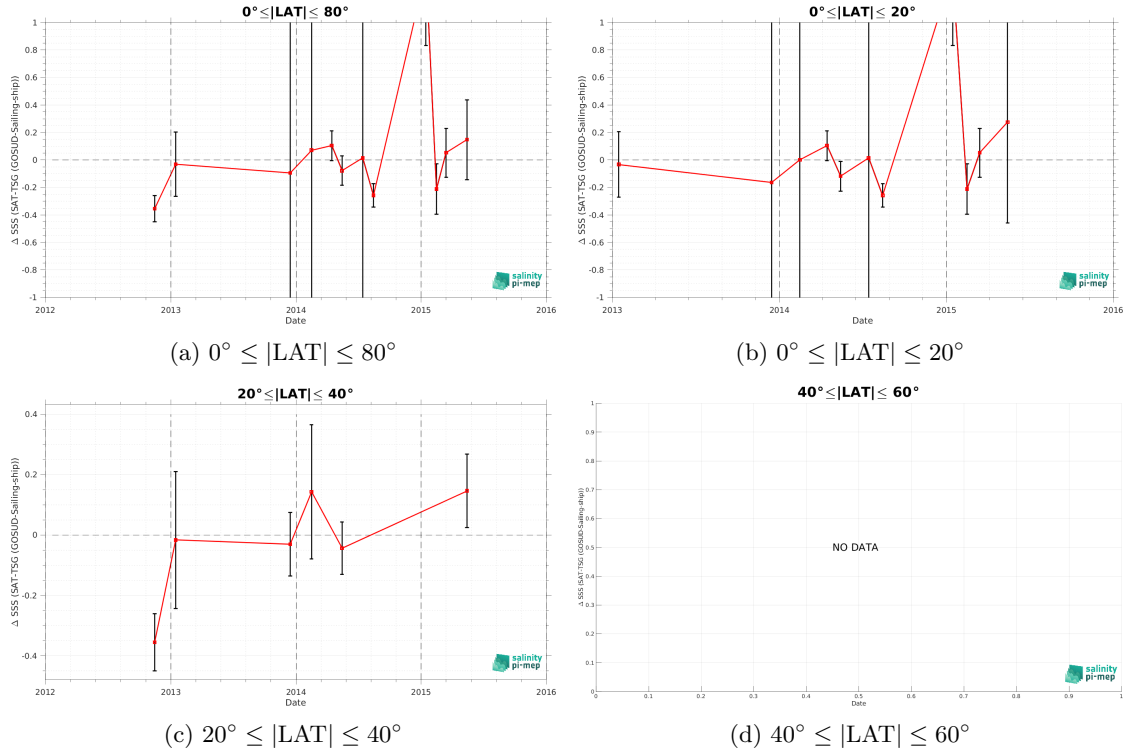 0°≤|LAT|≤ 80°
Δ SSS (SAT-TSG (GOSUD-Sailing-ship))
1
0.8
0.6
0.4
0.2
0
-0.2
-0.4
-0.6
-0.8
-1
2012
2013
2014
2015
2016
Date
salinity
pi-mep
(a) 0° ≤ |LAT| ≤ 80°
0°≤|LAT|≤ 20°
Δ SSS (SAT-TSG (GOSUD-Sailing-ship))
1
0.8
0.6
0.4
0.2
0
-0.2
-0.4
-0.6
-0.8
-1
2013
2014
2015
2016
Date
salinity
pi-mep
(b) 0° ≤ |LAT| ≤ 20°
20°≤|LAT|≤ 40°
Δ SSS (SAT-TSG (GOSUD-Sailing-ship))
0.4
0.2
0
-0.2
-0.4
2012
2013
2014
2015
2016
Date
salinity
pi-mep
(c) 20° ≤ |LAT| ≤ 40°
40°≤|LAT|≤ 60°
Δ SSS (SAT-TSG (GOSUD-Sailing-ship))
1
0.9
0.8
0.7
0.6
0.5
0.4
0.3
0.2
0.1
0
NO DATA
0
0.1
0.2
0.3
0.4
0.5
0.6
0.7
0.8
0.9
1
Date
salinity
pi-mep
(d) 40° ≤ |LAT| ≤ 60°